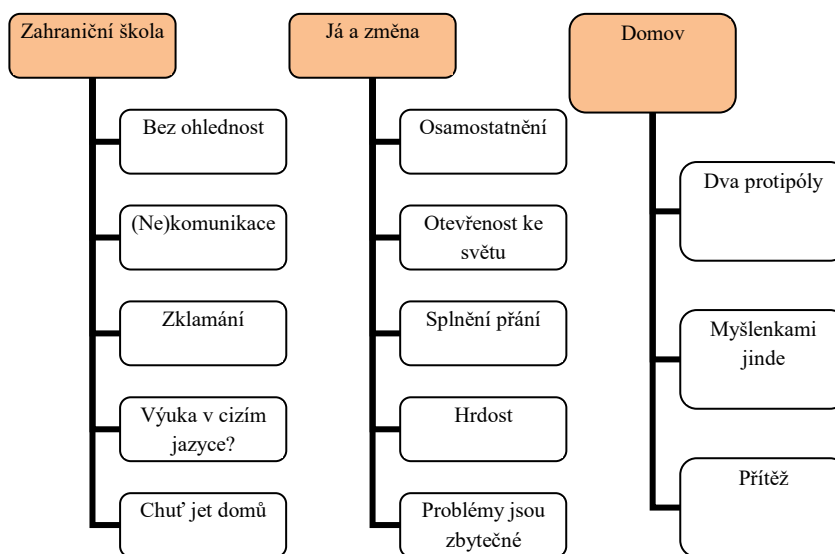 Zahraniční škola
Bez ohlednost
(Ne)komunikace
Zklamání
Výuka v cizím
jazyce?
Chuť jet domů
Já a změna
Osamostatnění
Otevřenost ke
světu
Splnění přání
Hrdost
Problémy jsou
zbytečné
Domov
Dva protipóly
Myšlenkami
jinde
Přítěž